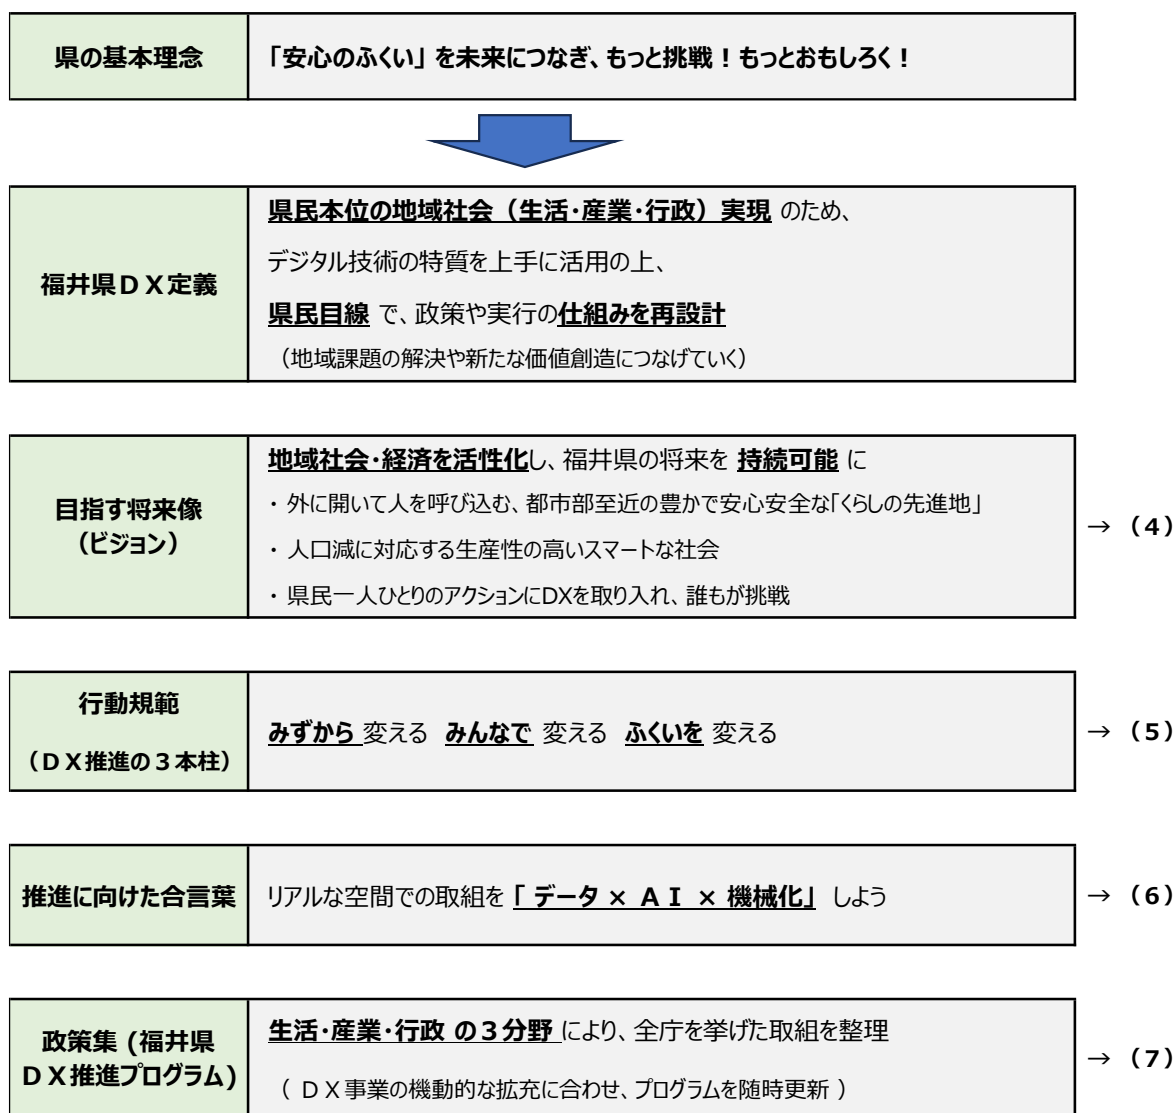 県の基本理念
「安心のふくい」を未来につなぎ、もっと挑戦！もっとおもしろく！
福井県ＤＸ定義
県民本位の地域社会（生活・産業・行政）実現 のため、
デジタル技術の特質を上手に活用の上、
県民目線 で、政策や実行の仕組みを再設計
（地域課題の解決や新たな価値創造につなげていく）
目指す将来像
（ビジョン）
地域社会・経済を活性化し、福井県の将来を 持続可能 に
・ 外に開いて人を呼び込む、都市部至近の豊かで安心安全な「くらしの先進地」
・ 人口減に対応する生産性の高いスマートな社会
・ 県民一人ひとりのアクションにDXを取り入れ、誰もが挑戦
→ （４）
行動規範
（ＤＸ推進の３本柱）
みずから 変える みんなで 変える ふくいを 変える
→ （５）
推進に向けた合言葉
リアルな空間での取組を「 データ × ＡＩ × 機械化」 しよう
→ （６）
政策集 (福井県
ＤＸ推進プログラム)
生活・産業・行政 の３分野 により、全庁を挙げた取組を整理
（ ＤＸ事業の機動的な拡充に合わせ、プログラムを随時更新 ）
→ （７）